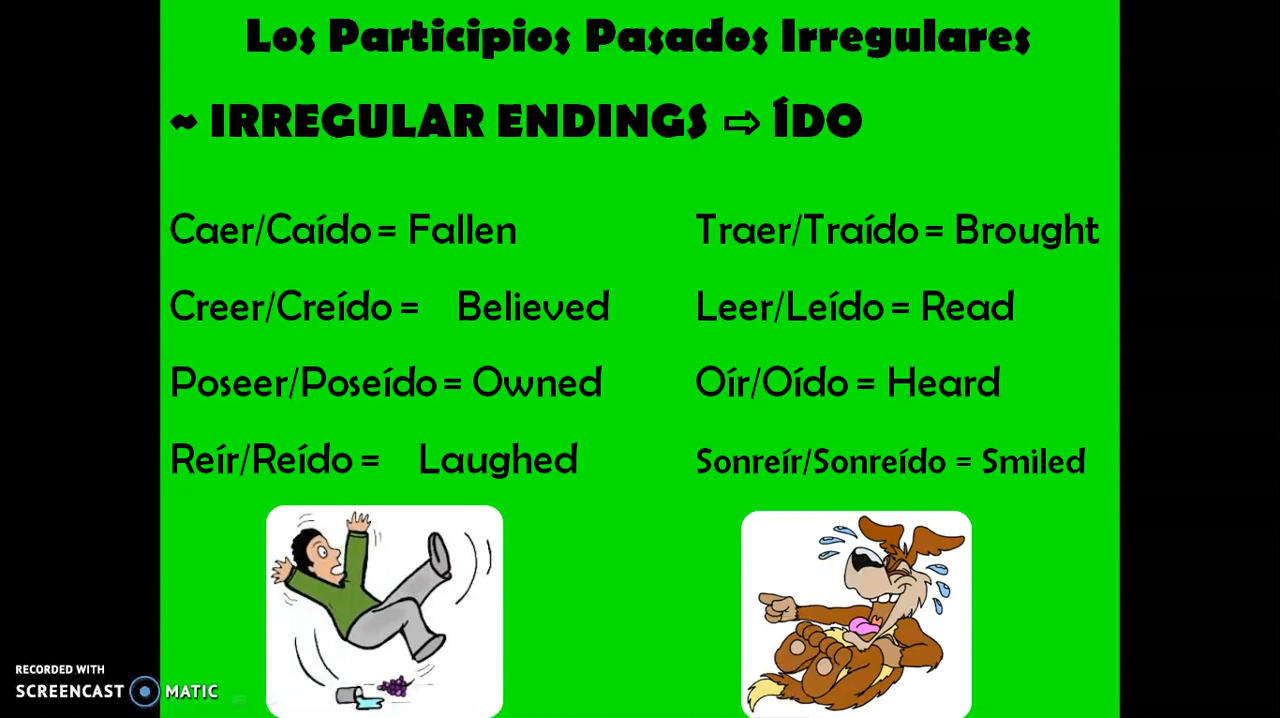 Los Participios Pasados Irregulares
~ IRREGULAR ENDINGS ⇨ ÍDO
Caer/Caído = Fallen
Traer/Traído = Brought
Creer/Creído = Believed
Leer/Leído = Read
Poseer/Poseído = Owned
Oír/Oído = Heard
Reír/Reído = Laughed
Sonreír/Sonreído = Smiled
RECORDED WITH
SCREENCAST MATIC